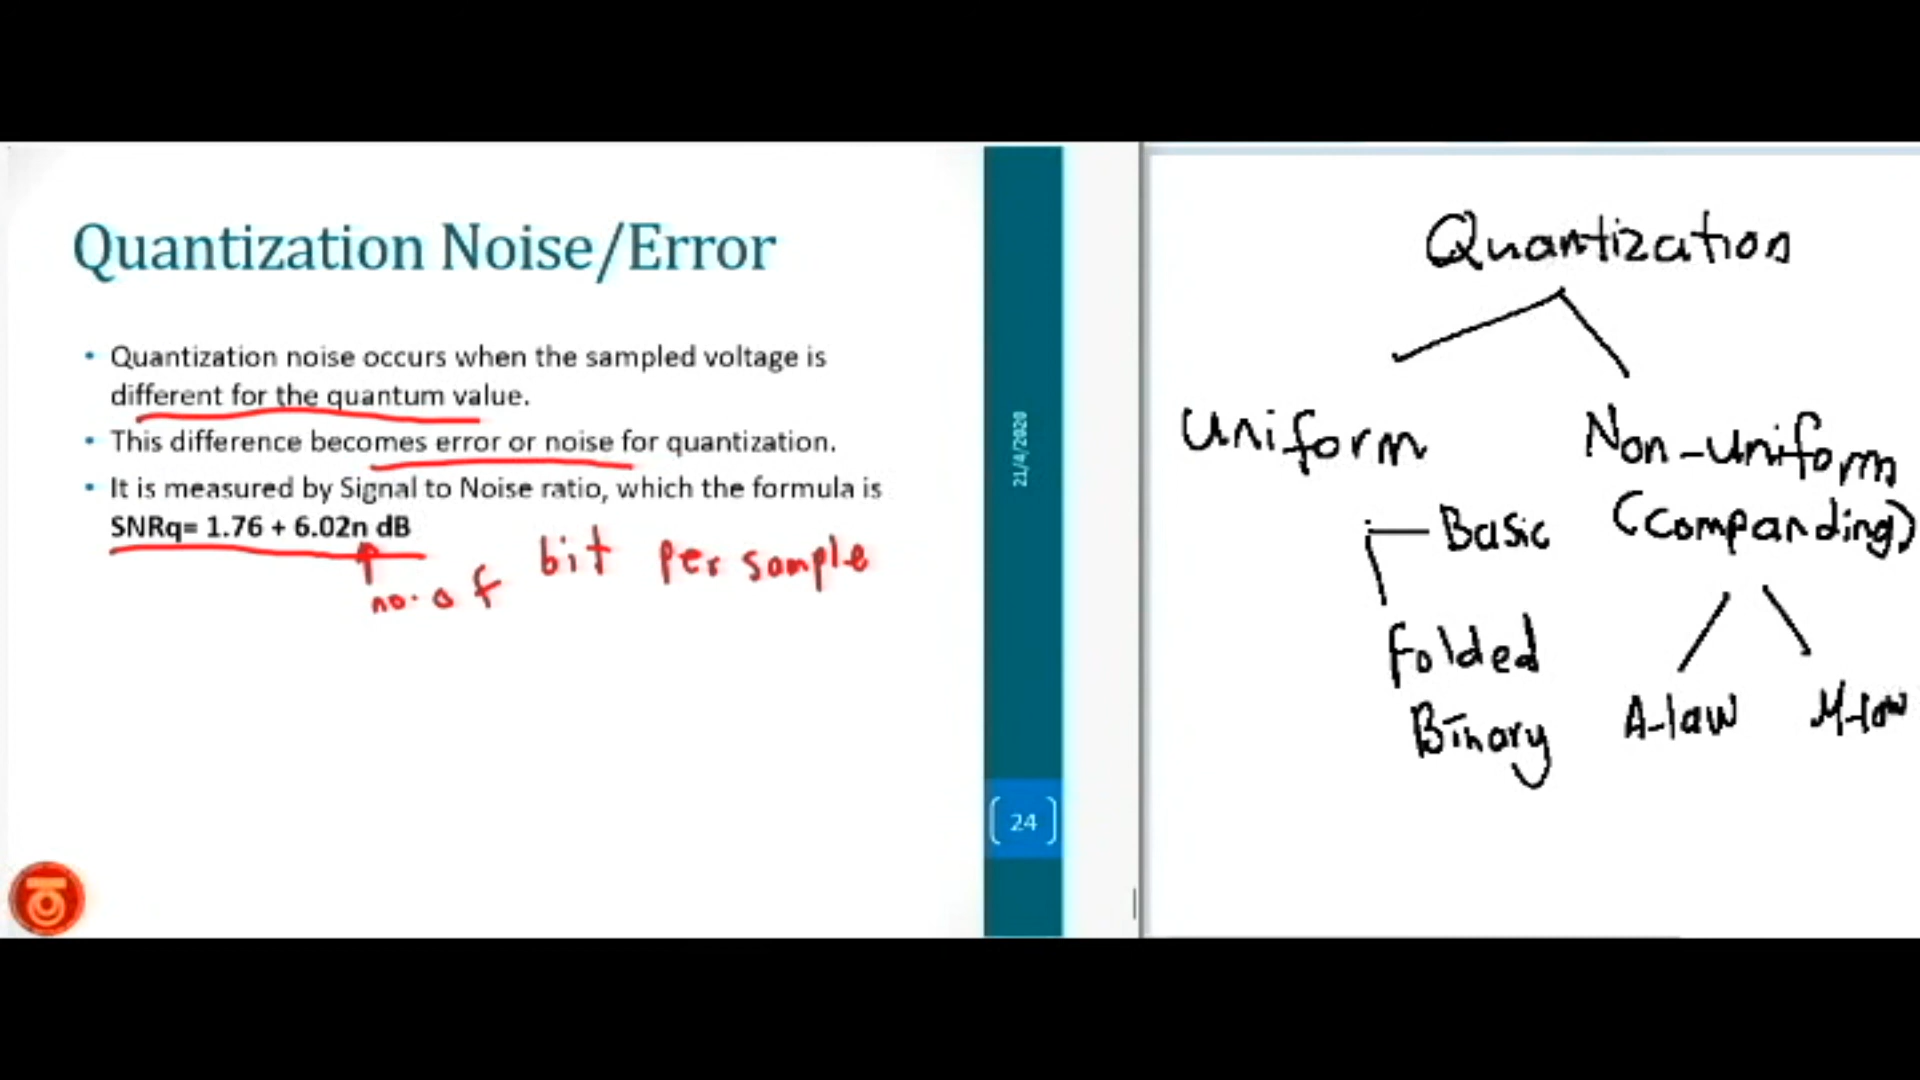 Quantization Noise/Error
• Quantization noise occurs when the sampled voltage is
different for the quantum value.
• This difference becomes error or noise for quantization.
• It is measured by Signal to Noise ratio, which the formula is
SNRq= 1.76 + 6.02n dB
no. of bit per sample
21/4/2020
24
Quantization
Uniform
Non-uniform
(Companding)
Basic
Folded
Binary
A-law
M-law